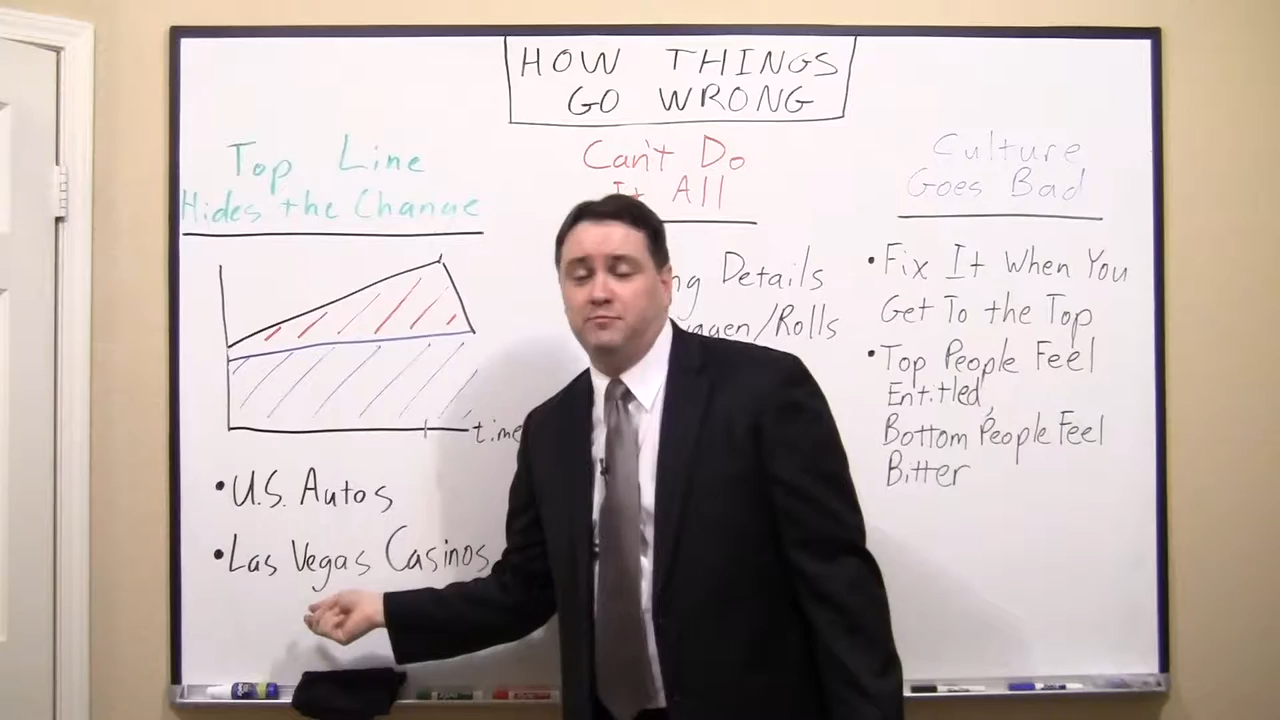 HOW THINGS
GO WRONG
Top Line
Hides the Change
time
• U.S. Autos
• Las Vegas Casinos
Can't Do
It All
Details
/Rolls
Culture
Goes Bad
• Fix It When You
Get To the Top
• Top People Feel
Entitled,
Bottom People Feel
Bitter